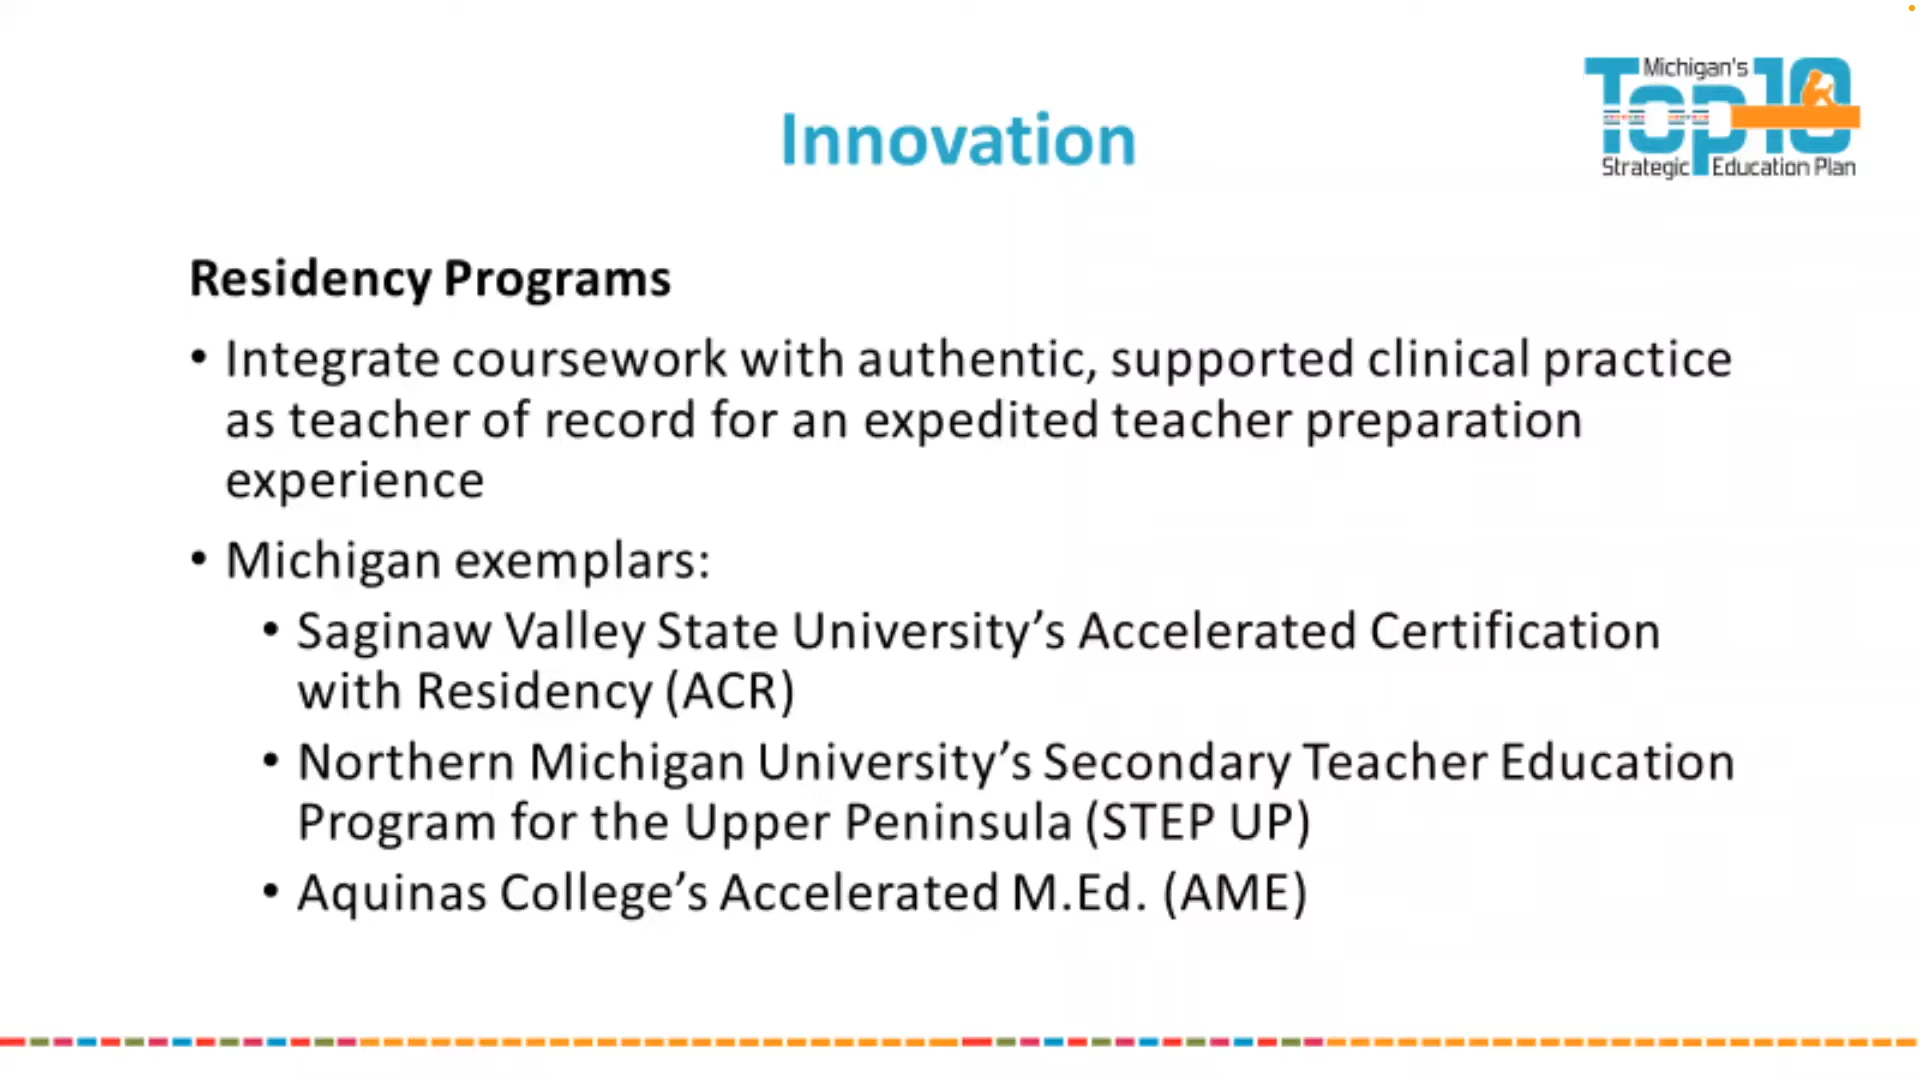 Michigan's
Top 10
Strategic Education Plan
Innovation
Residency Programs
• Integrate coursework with authentic, supported clinical practice
as teacher of record for an expedited teacher preparation
experience
• Michigan exemplars:
• Saginaw Valley State University’s Accelerated Certification
with Residency (ACR)
• Northern Michigan University’s Secondary Teacher Education
Program for the Upper Peninsula (STEP UP)
• Aquinas College’s Accelerated M.Ed. (AME)